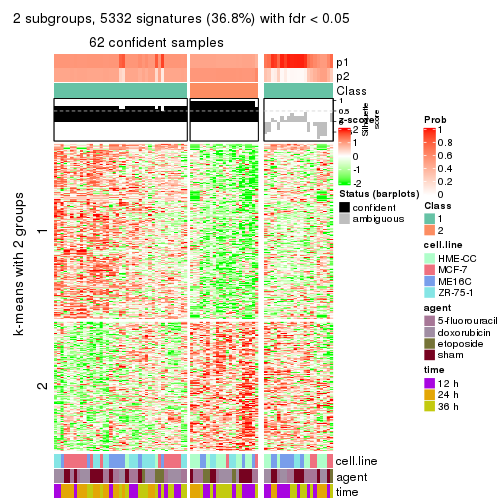 2 subgroups, 5332 signatures (36.8%) with fdr < 0.05
62 confident samples
p1
p2
Class
1
0.5
0
Silhouette
score
z-score
2
1
0
-1
-2
Status (barplots)
confident
ambiguous
Prob
1
0.8
0.6
0.4
0.2
0
Class
1
2
cell.line
HME-CC
MCF-7
ME16C
ZR-75-1
agent
5-fluorouracil
doxorubicin
etoposide
sham
time
12 h
24 h
36 h
k-means with 2 groups
1
2
cell.line
agent
time